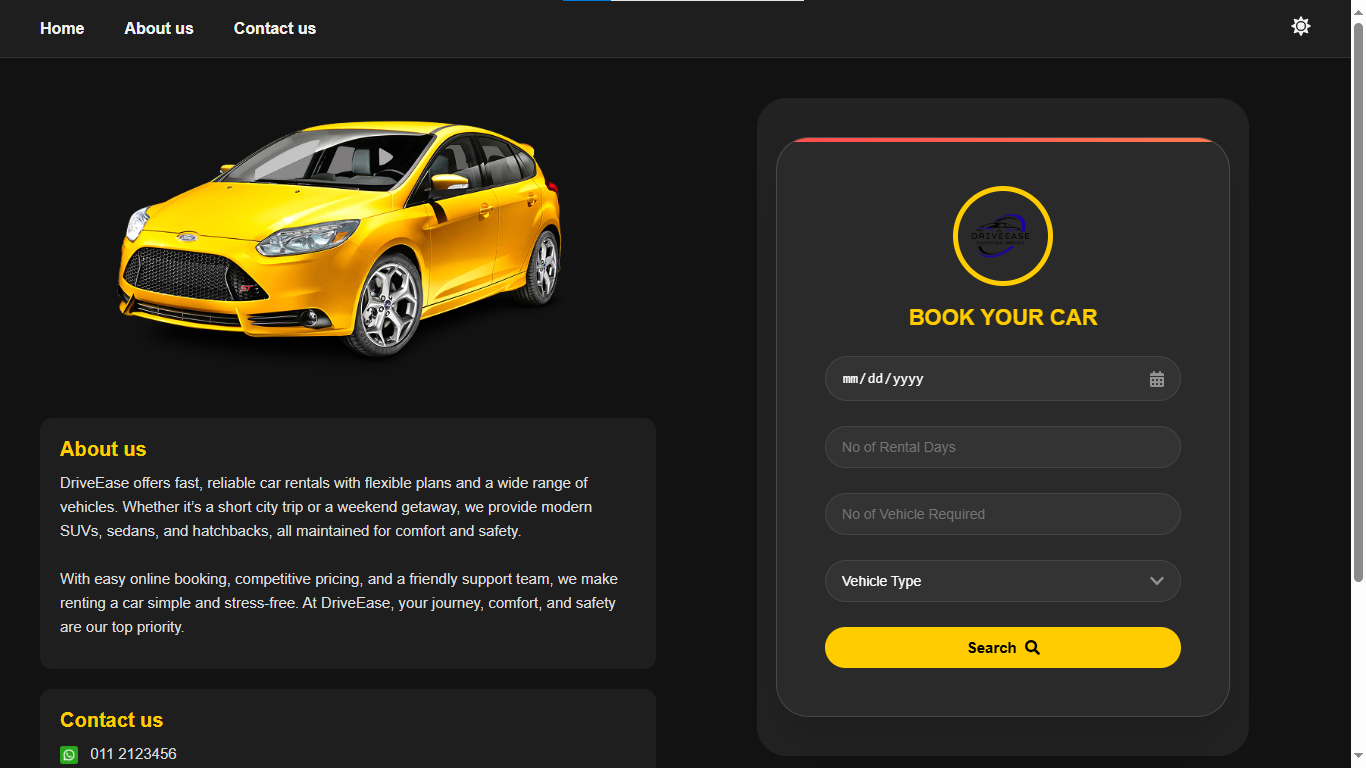 Home About us Contact us
ST
DRIVEEASE
BOOK YOUR CAR
mm/dd/yyyy
No of Rental Days
No of Vehicle Required
Vehicle Type
Search
About us
DriveEase offers fast, reliable car rentals with flexible plans and a wide range of
vehicles. Whether it’s a short city trip or a weekend getaway, we provide modern
SUVs, sedans, and hatchbacks, all maintained for comfort and safety.
With easy online booking, competitive pricing, and a friendly support team, we make
renting a car simple and stress-free. At DriveEase, your journey, comfort, and safety
are our top priority.
Contact us
011 2123456